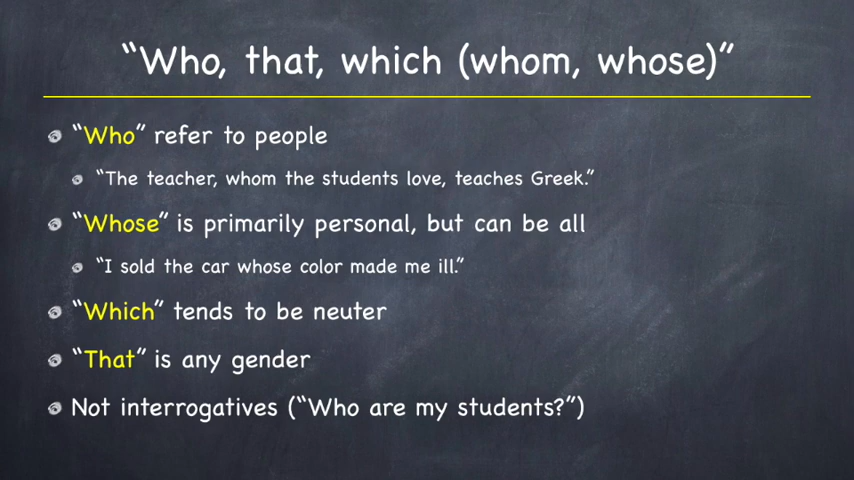 “Who, that, which (whom, whose)”
“Who” refer to people
“The teacher, whom the students love, teaches Greek.”
“Whose” is primarily personal, but can be all
“I sold the car whose color made me ill.”
“Which” tends to be neuter
“That” is any gender
Not interrogatives (“Who are my students?”)